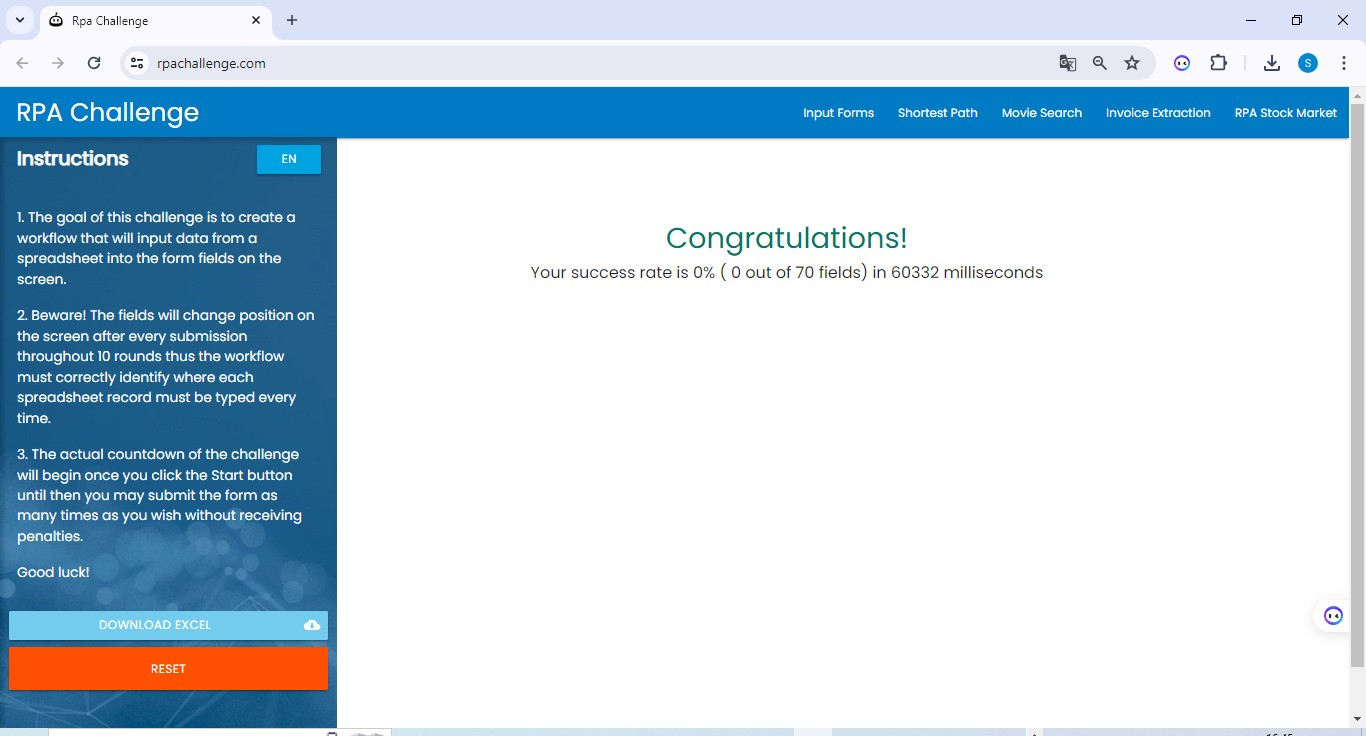 Rpa Challenge
rpachallenge.com
S
RPA Challenge
Input Forms
Shortest Path
Movie Search
Invoice Extraction
RPA Stock Market
Instructions
EN
1. The goal of this challenge is to create a
workflow that will input data from a
spreadsheet into the form fields on the
screen.
2. Beware! The fields will change position on
the screen after every submission
throughout 10 rounds thus the workflow
must correctly identify where each
spreadsheet record must be typed every
time.
3. The actual countdown of the challenge
will begin once you click the Start button
until then you may submit the form as
many times as you wish without receiving
penalties.
Good luck!
DOWNLOAD EXCEL
RESET
Congratulations!
Your success rate is 0% ( 0 out of 70 fields) in 60332 milliseconds